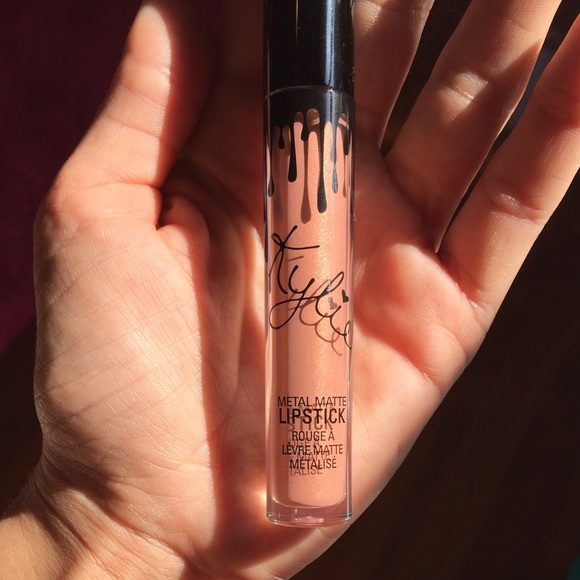 Kylie
METAL MATTE
LIPSTICK
ROUGE À
LÈVRE MATTE
MÉTALISÉ